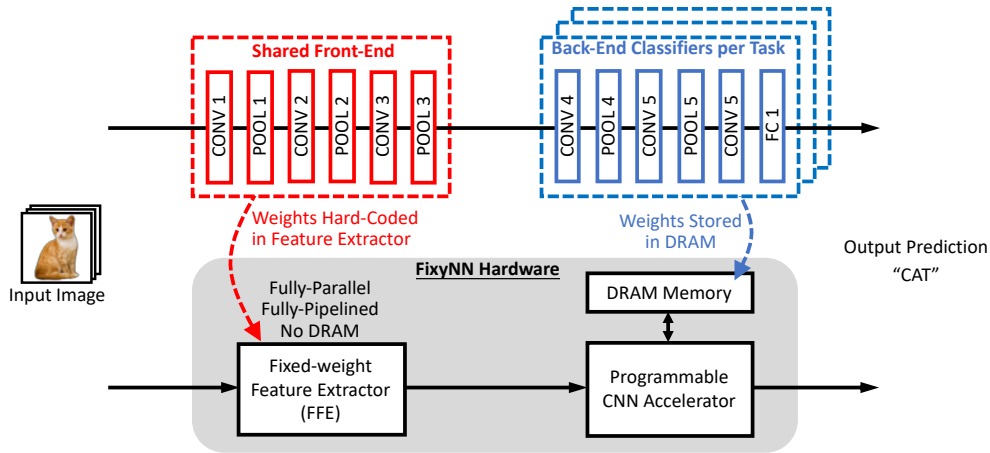 Shared Front-End
Back-End Classifiers per Task
CONV 1
POOL 1
CONV 2
POOL 2
CONV 3
POOL 3
CONV 4
POOL 4
CONV 5
POOL 5
CONV 5
FC 1
Weights Hard-Coded
in Feature Extractor
Weights Stored
in DRAM
Input Image
Output Prediction
“CAT”
FixyNN Hardware
Fully-Parallel
Fully-Pipelined
No DRAM
DRAM Memory
Fixed-weight
Feature Extractor
(FFE)
Programmable
CNN Accelerator